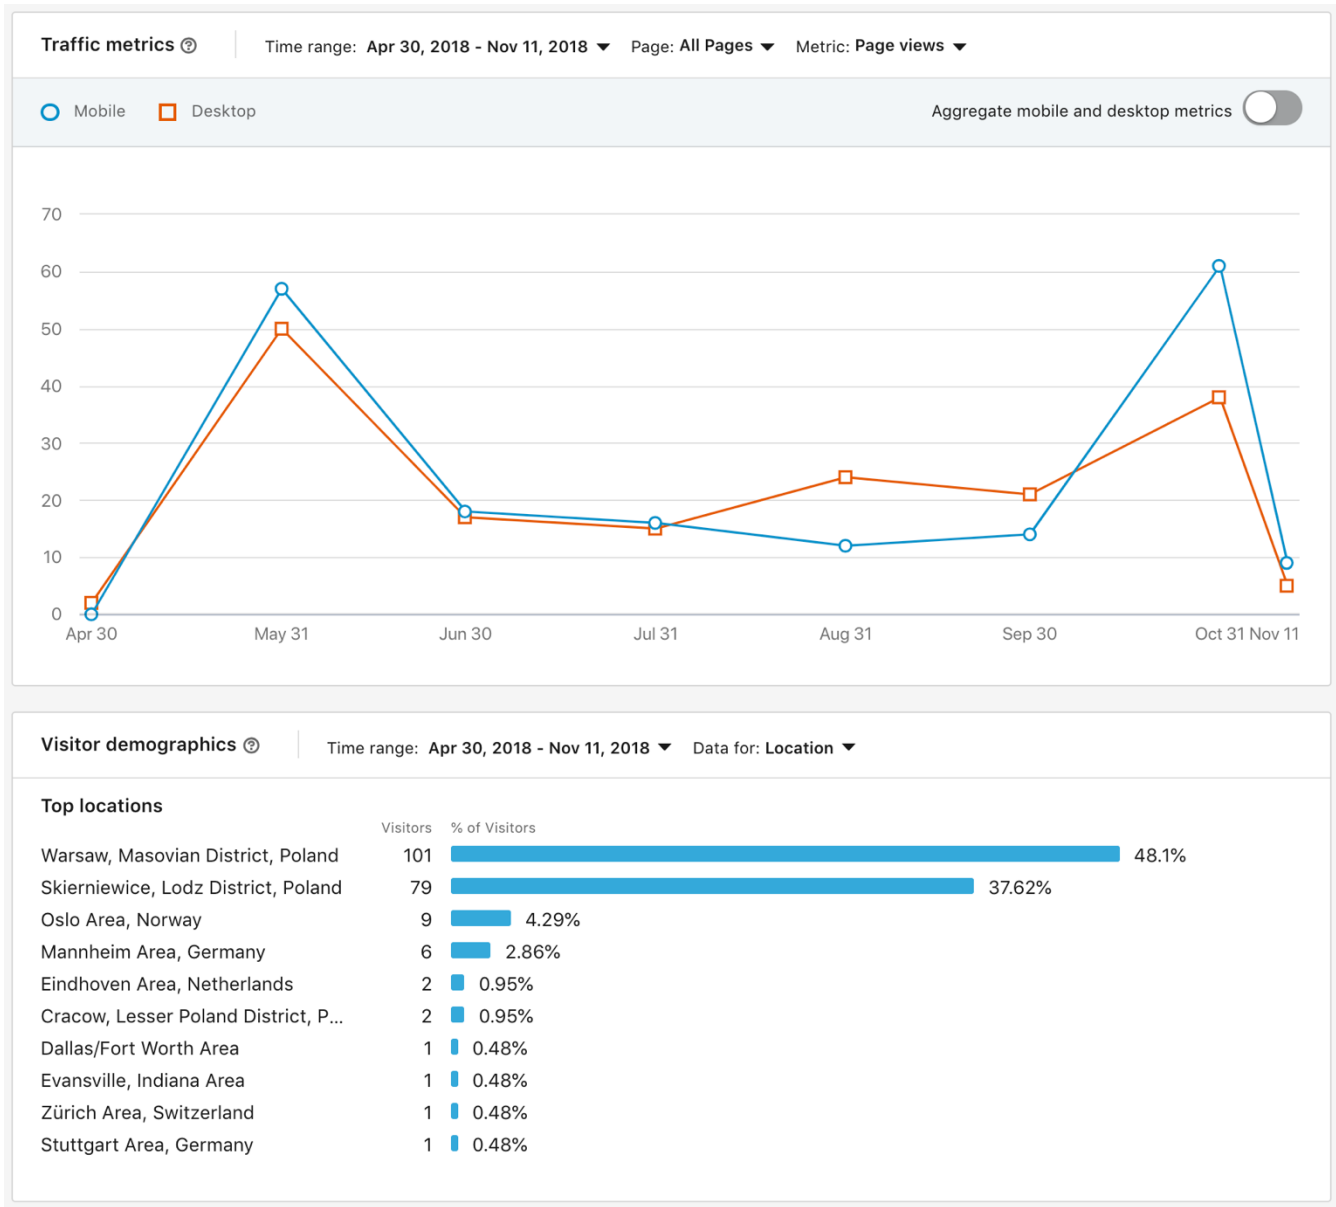 Traffic metrics ? Time range: Apr 30, 2018 - Nov 11, 2018 Page: All Pages Metric: Page views
Mobile Desktop Aggregate mobile and desktop metrics
70
60
50
40
30
20
10
0
Apr 30 May 31 Jun 30 Jul 31 Aug 31 Sep 30 Oct 31 Nov 11
Visitor demographics ? Time range: Apr 30, 2018 - Nov 11, 2018 Data for: Location
Top locations
Visitors % of Visitors
Warsaw, Masovian District, Poland 101 48.1%
Skierniewice, Lodz District, Poland 79 37.62%
Oslo Area, Norway 9 4.29%
Mannheim Area, Germany 6 2.86%
Eindhoven Area, Netherlands 2 0.95%
Cracow, Lesser Poland District, P... 2 0.95%
Dallas/Fort Worth Area 1 0.48%
Evansville, Indiana Area 1 0.48%
Zürich Area, Switzerland 1 0.48%
Stuttgart Area, Germany 1 0.48%